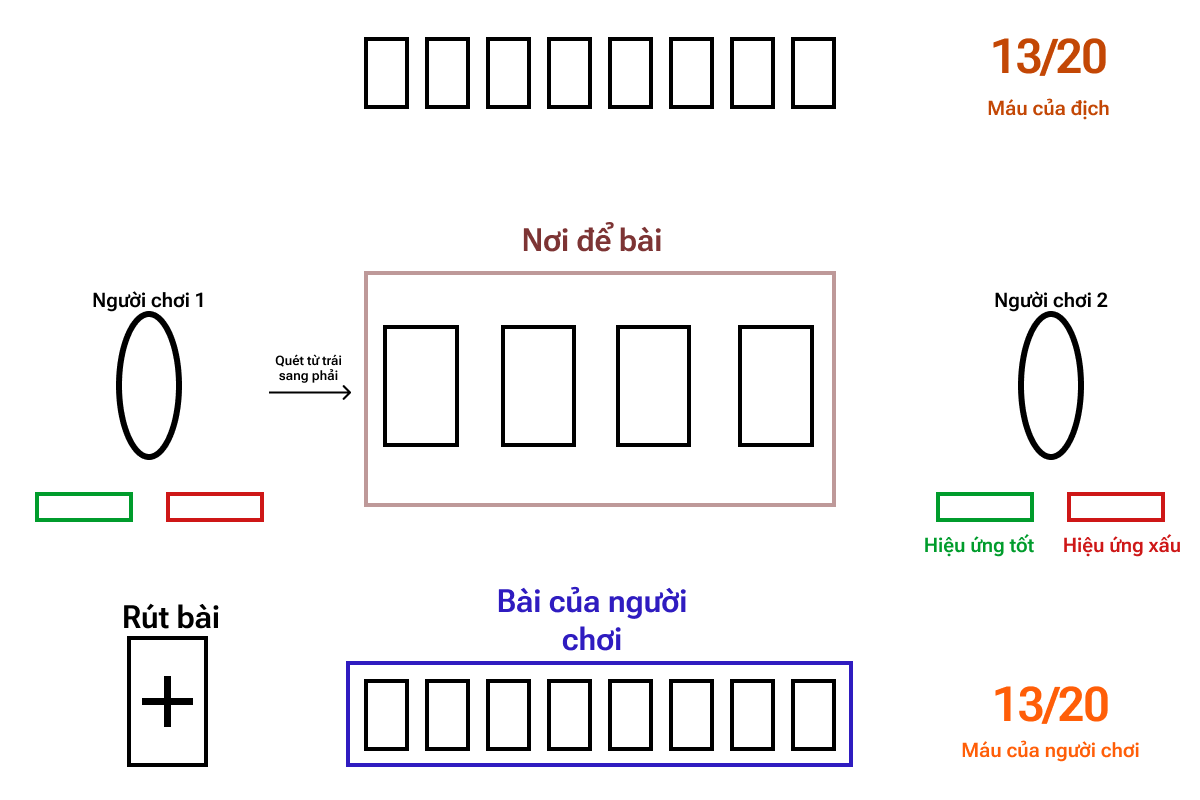 13/20
Máu của địch
Nơi để bài
Người chơi 1
Người chơi 2
Quét từ trái
sang phải
Hiệu ứng tốt
Hiệu ứng xấu
Bài của người
chơi
Rút bài
13/20
Máu của người chơi